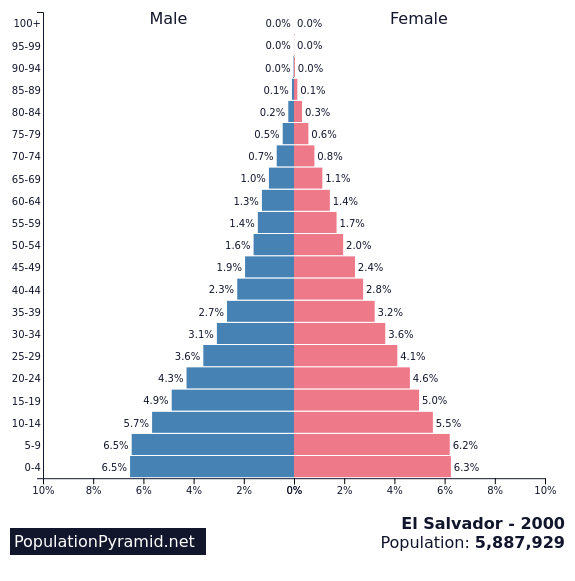 Male Female
100+ 0.0% 0.0%
95-99 0.0% 0.0%
90-94 0.0% 0.0%
85-89 0.1% 0.1%
80-84 0.2% 0.3%
75-79 0.5% 0.6%
70-74 0.7% 0.8%
65-69 1.0% 1.1%
60-64 1.3% 1.4%
55-59 1.4% 1.7%
50-54 1.6% 2.0%
45-49 1.9% 2.4%
40-44 2.3% 2.8%
35-39 2.7% 3.2%
30-34 3.1% 3.6%
25-29 3.6% 4.1%
20-24 4.3% 4.6%
15-19 4.9% 5.0%
10-14 5.7% 5.5%
5-9 6.5% 6.2%
0-4 6.5% 6.3%
10% 8% 6% 4% 2% 0% 2% 4% 6% 8% 10%
El Salvador - 2000
PopulationPyramid.net Population: 5,887,929